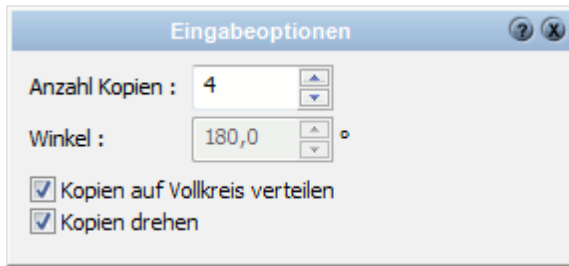 Eingabeoptionen
Anzahl Kopien : 4
Winkel : 180,0 °
Kopien auf Vollkreis verteilen
Kopien drehen